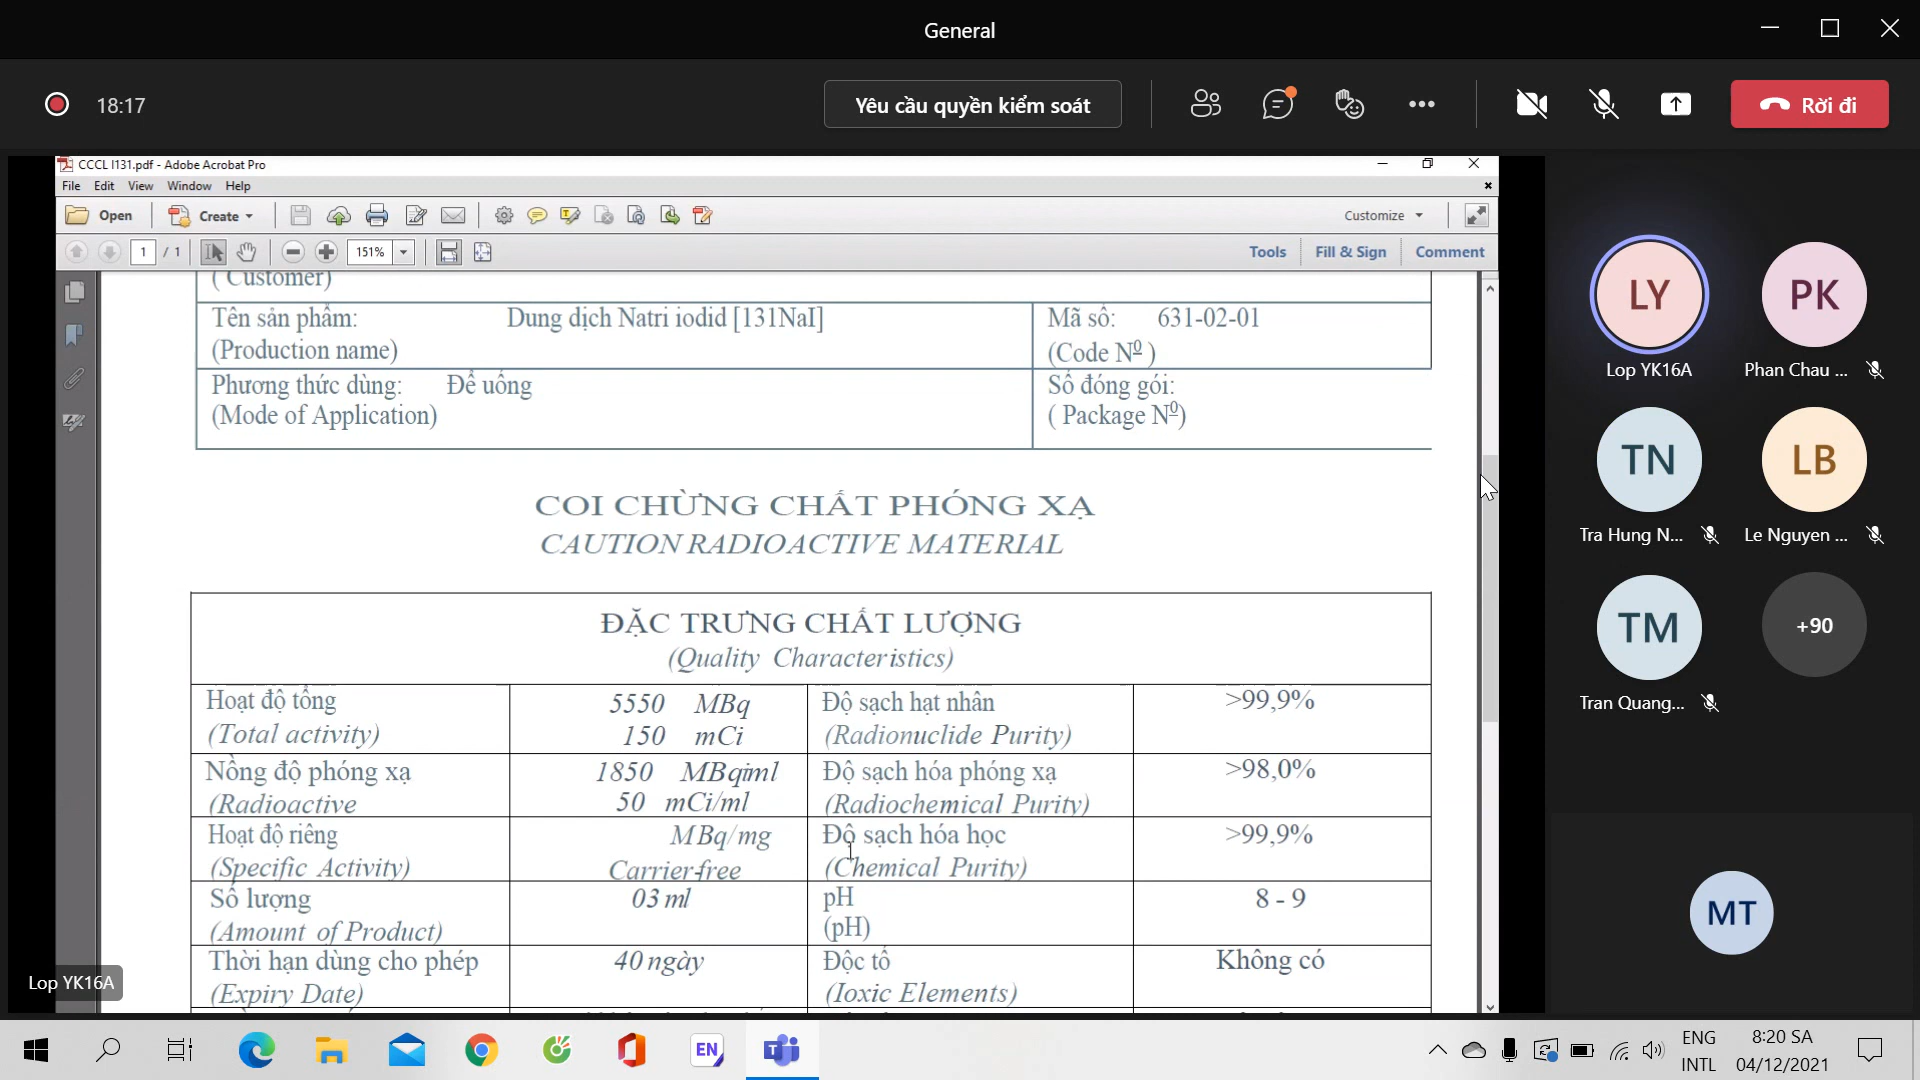 General
18:17
Yêu cầu quyền kiểm soát
Rời đi
CCCL I131.pdf - Adobe Acrobat Pro
File Edit View Window Help
Open Create Customize
1 / 1 151% Tools Fill & Sign Comment
( Customer)
Tên sản phẩm: Dung dịch Natri iodid [131NaI] Mã số: 631-02-01
(Production name) (Code N0 )
Phương thức dùng: Để uống Số đóng gói:
(Mode of Application) ( Package N0)
COI CHỪNG CHẤT PHÓNG XẠ
CAUTION RADIOACTIVE MATERIAL
ĐẶC TRƯNG CHẤT LƯỢNG
(Quality Characteristics)
Hoạt độ tổng 5550 MBq Độ sạch hạt nhân >99,9%
(Total activity) 150 mCi (Radionuclide Purity)
Nồng độ phóng xạ 1850 MBqiml Độ sạch hóa phóng xạ >98,0%
(Radioactive 50 mCi/ml (Radiochemical Purity)
Hoạt độ riêng MBq/mg Độ sạch hóa học >99,9%
(Specific Activity) Carrier-free (Chemical Purity)
Số lượng 03 ml pH 8 - 9
(Amount of Product) (pH)
Thời hạn dùng cho phép 40 ngày Độc tố Không có
(Expiry Date) (Ioxic Elements)
Lop YK16A
LY PK
Lop YK16A Phan Chau ...
TN LB
Tra Hung N... Le Nguyen ...
TM +90
Tran Quang...
MT
EN
ENG 8:20 SA
INTL 04/12/2021